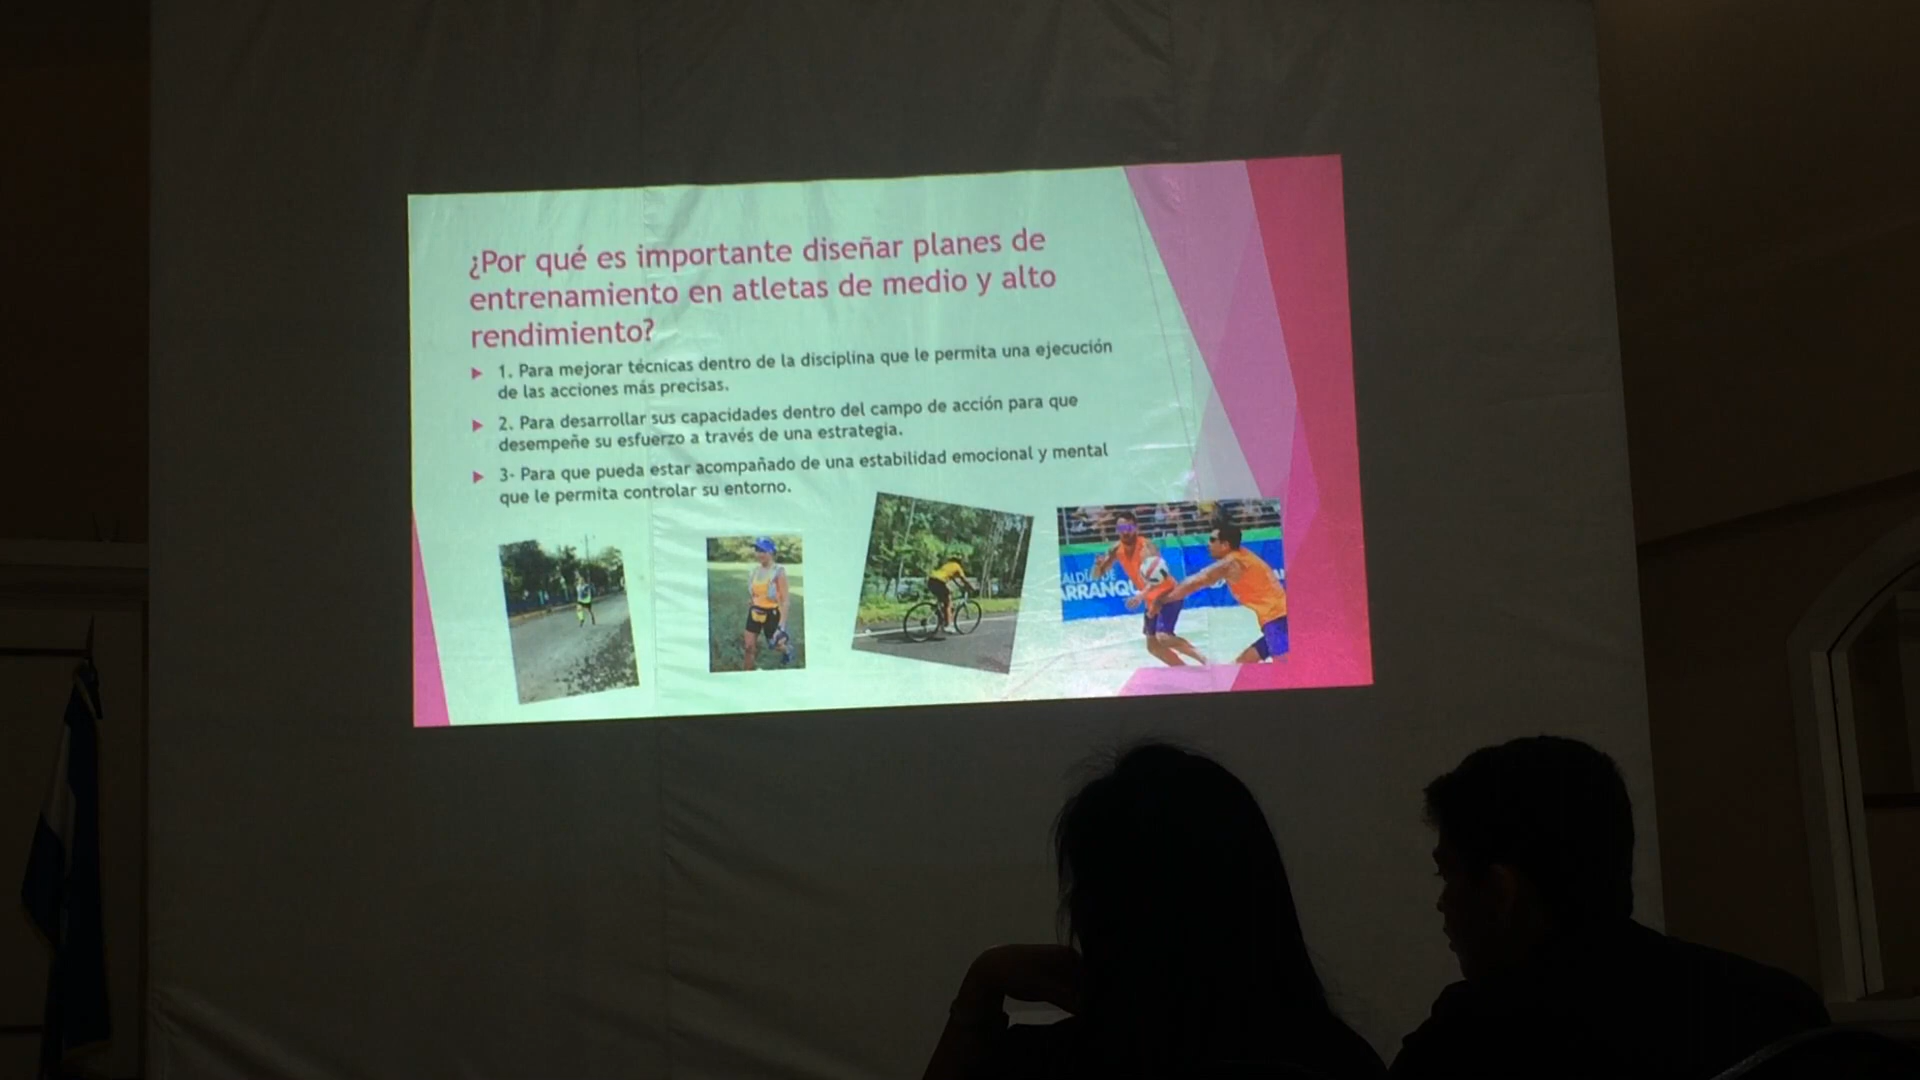 ¿Por qué es importante diseñar planes de
entrenamiento en atletas de medio y alto
rendimiento?
1. Para mejorar técnicas dentro de la disciplina que le permita una ejecución
de las acciones más precisas.
2. Para desarrollar sus capacidades dentro del campo de acción para que
desempeñe su esfuerzo a través de una estrategia.
3- Para que pueda estar acompañado de una estabilidad emocional y mental
que le permita controlar su entorno.
ALDÍA DE
ARRANQU